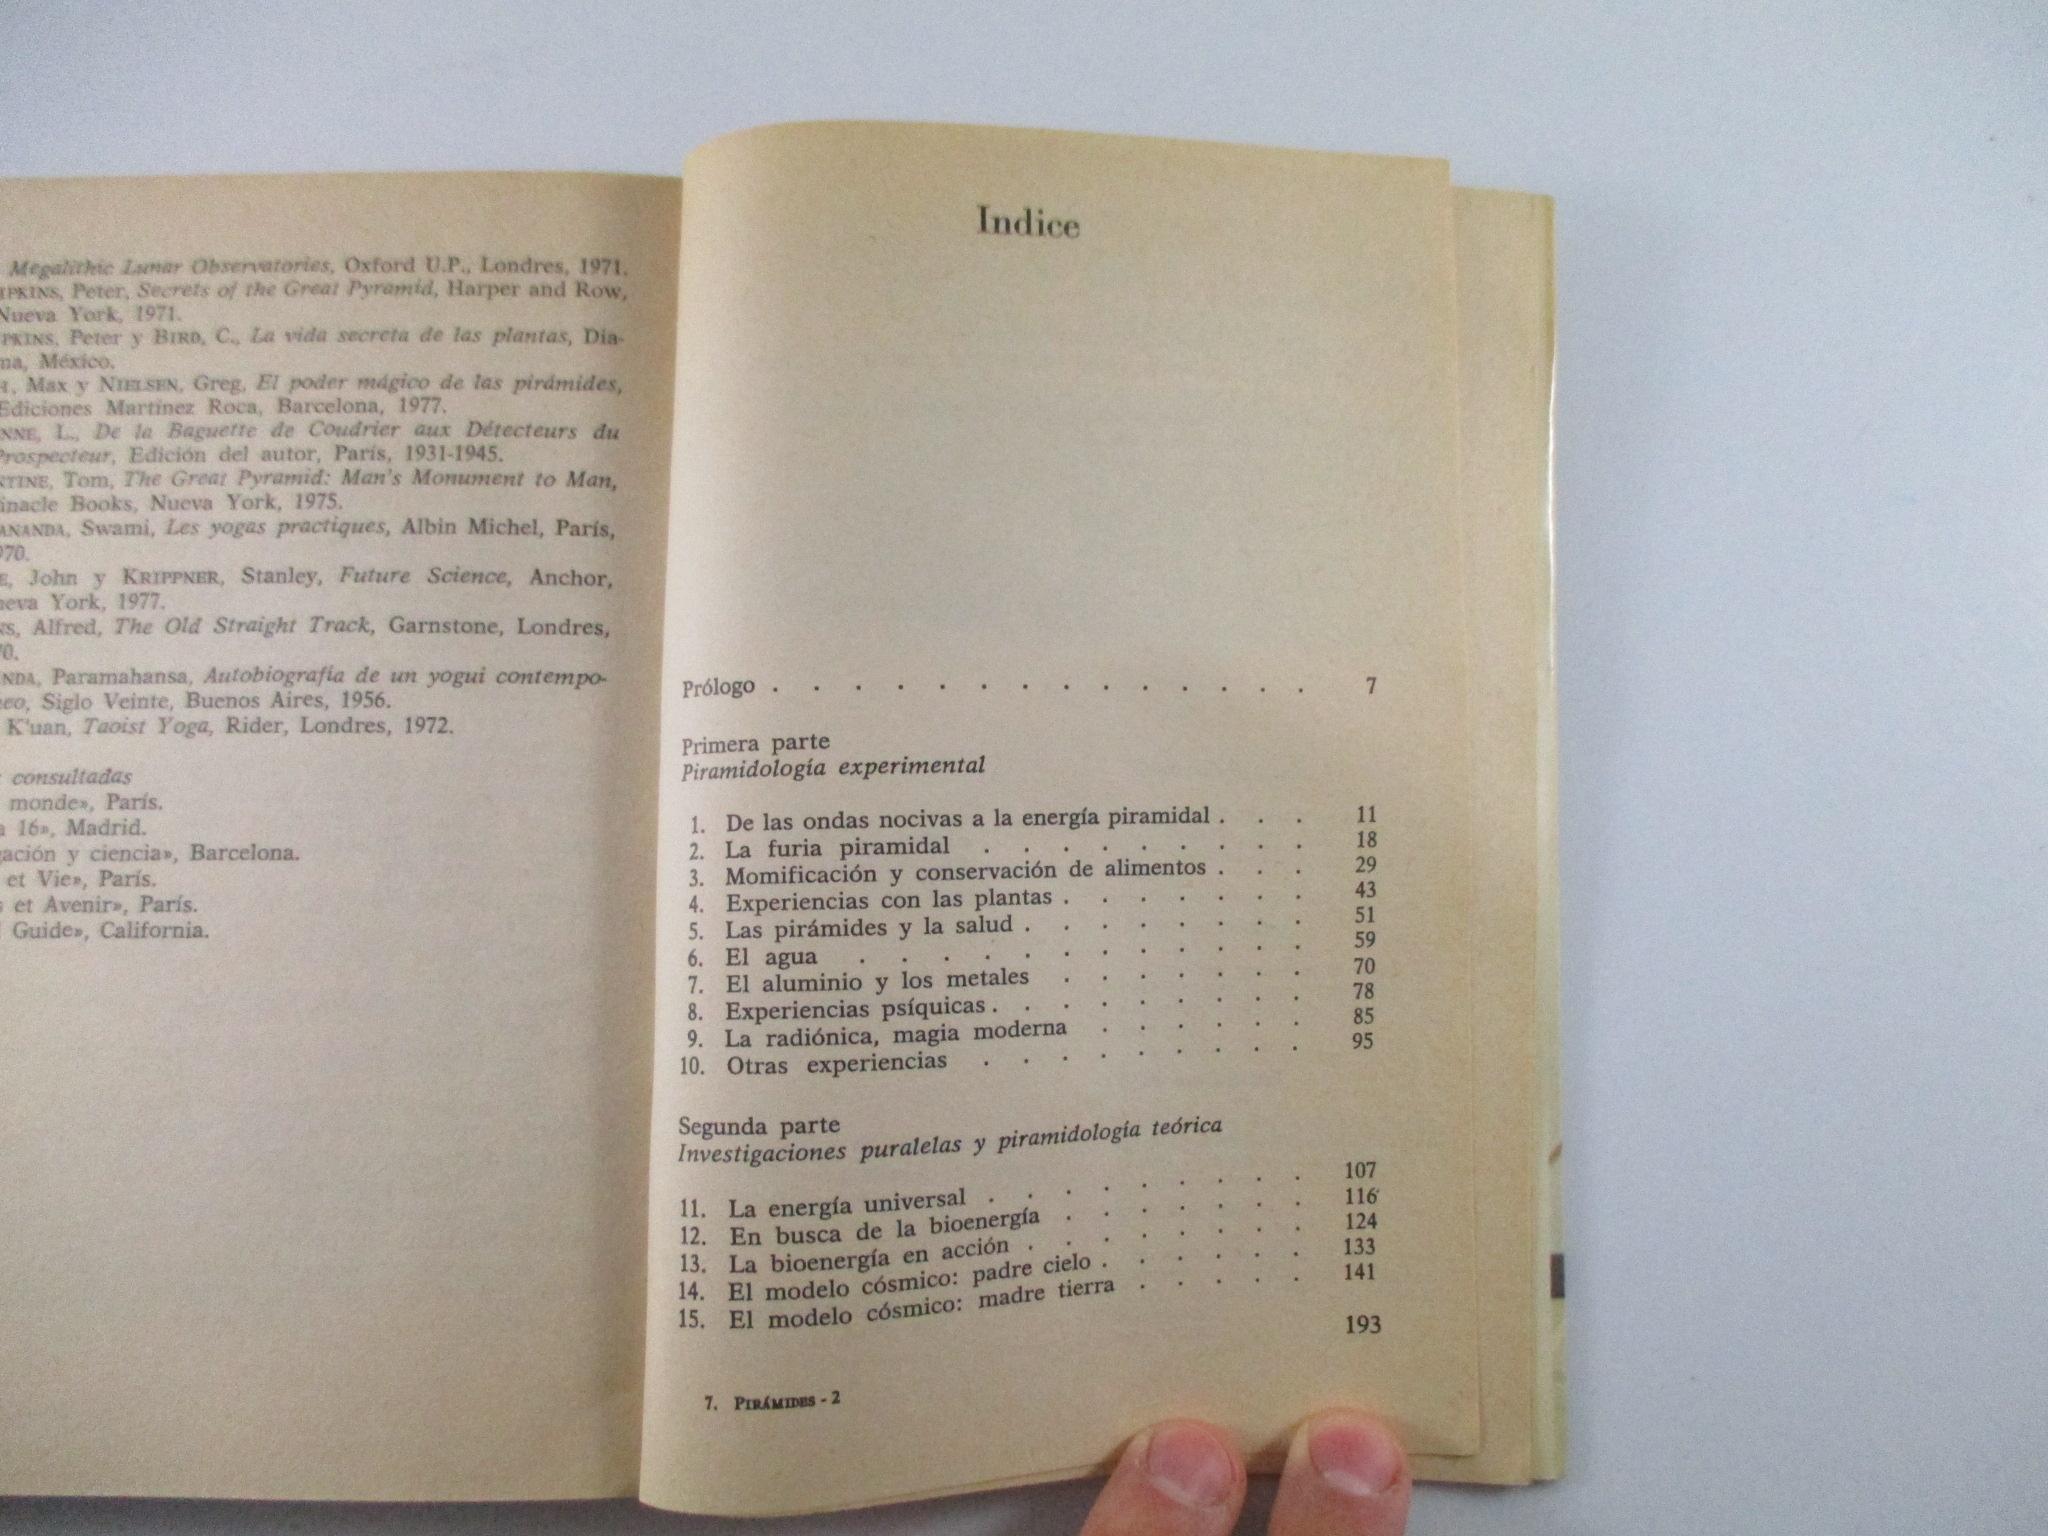 Megalithic Lunar Observatories, Oxford U.P., Londres, 1971.
PKINS, Peter, Secrets of the Great Pyramid, Harper and Row,
Nueva York, 1971.
PKINS, Peter y BIRD, C., La vida secreta de las plantas, Dia-
na, México.
H, Max y NIELSEN, Greg, El poder mágico de las pirámides,
Ediciones Martínez Roca, Barcelona, 1977.
NNE, L., De la Baguette de Coudrier aux Détecteurs du
Prospecteur, Edición del autor, París, 1931-1945.
NTINE, Tom, The Great Pyramid: Man's Monument to Man,
inacle Books, Nueva York, 1975.
ANANDA, Swami, Les yogas practiques, Albin Michel, París,
970.
E, John y KRIPPNER, Stanley, Future Science, Anchor,
ueva York, 1977.
NS, Alfred, The Old Straight Track, Garnstone, Londres,
70.
NDA, Paramahansa, Autobiografía de un yogui contempo-
neo, Siglo Veinte, Buenos Aires, 1956.
K'uan, Taoist Yoga, Rider, Londres, 1972.
consultadas
monde», París.
a 16», Madrid.
gación y ciencia», Barcelona.
et Vie», París.
s et Avenir», París.
l Guide», California.
Indice
Prólogo . . . . . . . . . . . . . . 7
Primera parte
Piramidología experimental
1. De las ondas nocivas a la energía piramidal . . . 11
2. La furia piramidal . . . . . . . . . 18
3. Momificación y conservación de alimentos . . . 29
4. Experiencias con las plantas . . . . . . . 43
5. Las pirámides y la salud . . . . . . . . 51
6. El agua . . . . . . . . . . . . 59
7. El aluminio y los metales . . . . . . . 70
8. Experiencias psíquicas . . . . . . . . . 78
9. La radiónica, magia moderna . . . . . . 85
10. Otras experiencias . . . . . . . . . 95
Segunda parte
Investigaciones puralelas y piramidología teórica
11. La energía universal . . . . . . . . . 107
12. En busca de la bioenergía . . . . . . . 116
13. La bioenergía en acción . . . . . . . . 124
14. El modelo cósmico: padre cielo . . . . . . 133
15. El modelo cósmico: madre tierra . . . . . 141
193
7. PIRÁMIDES - 2